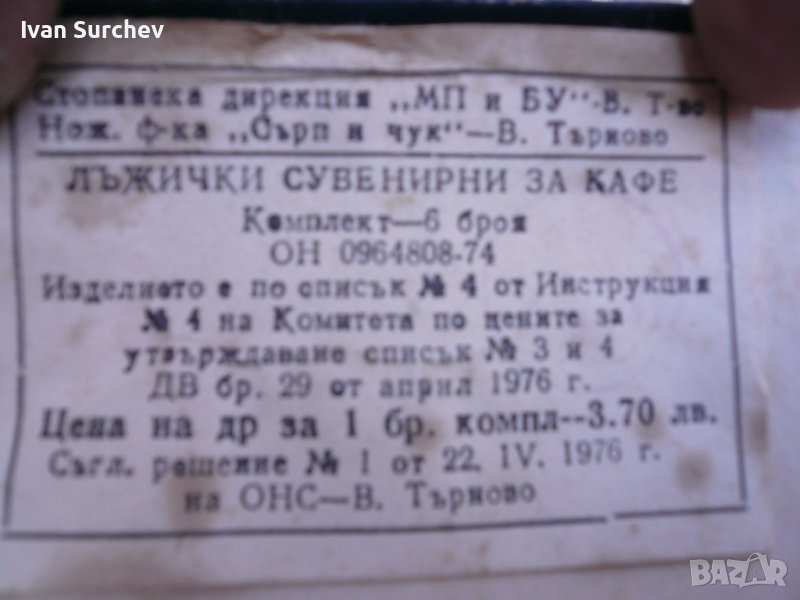 Ivan Surchev
Стопанска дирекция „МП и БУ“-В. Т-во
Нож. ф-ка „Сърп и чук“—В. Търново
ЛЪЖИЧКИ СУВЕНИРНИ ЗА КАФЕ
Комплект—6 броя
ОН 0964808-74
Изделието е по списък № 4 от Инструкция
№ 4 на Комитета по цените за
утвърждаване списък № 3 и 4
ДВ бр. 29 от април 1976 г.
Цена на др за 1 бр. компл--3.70 лв.
Съгл. решение № 1 от 22. IV. 1976 г.
на ОНС—В. Търново
BAZAR